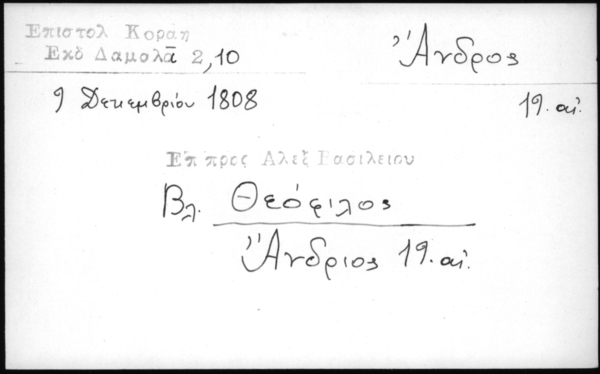 Επιστολ Κοραη
Εκδ Δαμολᾶ 2,10
Ἄνδρος
9 Δεκεμβρίου 1808
19. αἰ.
Επ προς Αλεξ Βασιλειου
Βλ. Θεόφιλος
Ἄνδριος 19. αἰ.